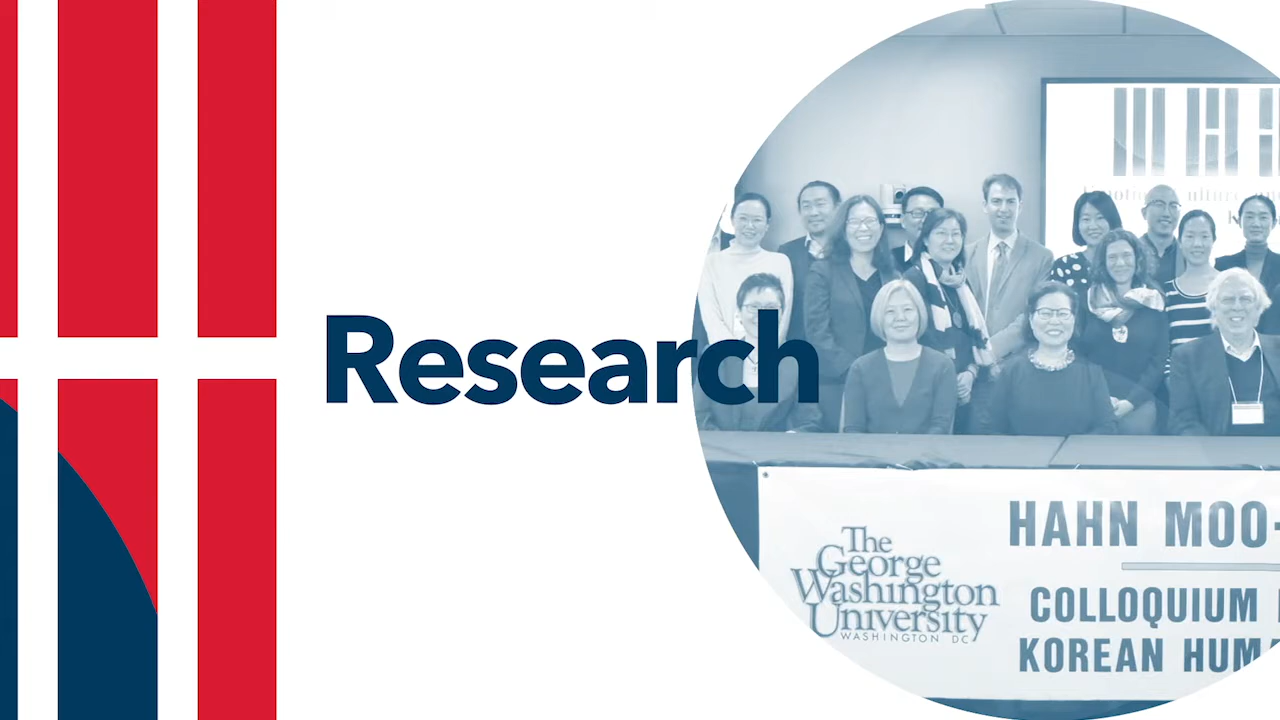 Research
The
George
Washington
University
WASHINGTON DC
HAHN MOO-
COLLOQUIUM
KOREAN HUM